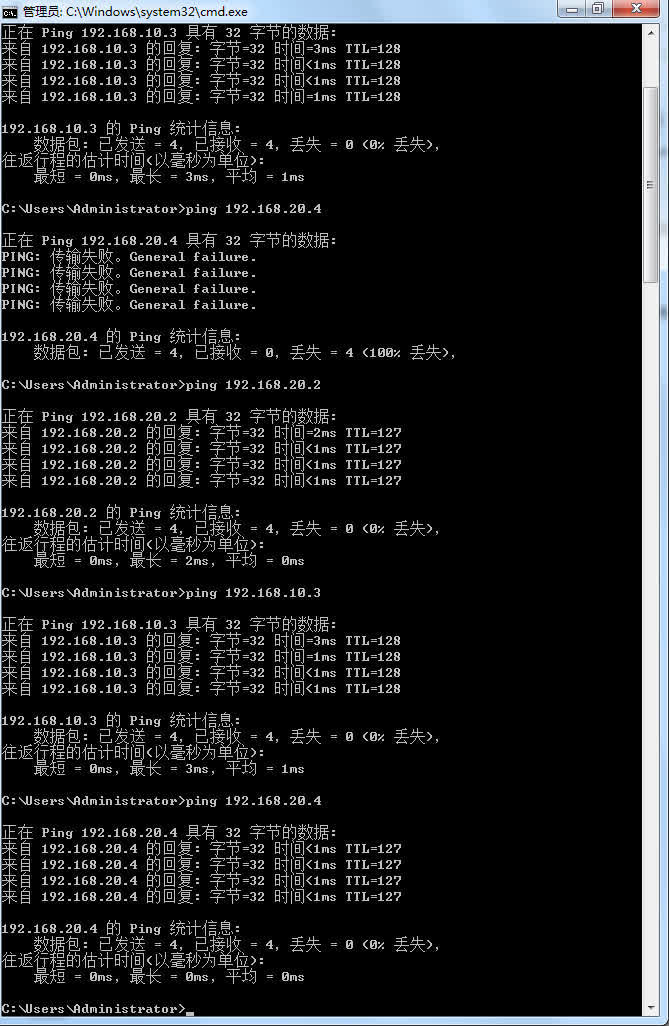 管理员: C:\Windows\system32\cmd.exe
正在 Ping 192.168.10.3 具有 32 字节的数据:
来自 192.168.10.3 的回复: 字节=32 时间=3ms TTL=128
来自 192.168.10.3 的回复: 字节=32 时间<1ms TTL=128
来自 192.168.10.3 的回复: 字节=32 时间<1ms TTL=128
来自 192.168.10.3 的回复: 字节=32 时间=1ms TTL=128
192.168.10.3 的 Ping 统计信息:
数据包: 已发送 = 4, 已接收 = 4, 丢失 = 0 (0% 丢失),
往返行程的估计时间(以毫秒为单位):
最短 = 0ms, 最长 = 3ms, 平均 = 1ms
C:\Users\Administrator>ping 192.168.20.4
正在 Ping 192.168.20.4 具有 32 字节的数据:
PING: 传输失败。General failure.
PING: 传输失败。General failure.
PING: 传输失败。General failure.
PING: 传输失败。General failure.
192.168.20.4 的 Ping 统计信息:
数据包: 已发送 = 4, 已接收 = 0, 丢失 = 4 (100% 丢失),
C:\Users\Administrator>ping 192.168.20.2
正在 Ping 192.168.20.2 具有 32 字节的数据:
来自 192.168.20.2 的回复: 字节=32 时间=2ms TTL=127
来自 192.168.20.2 的回复: 字节=32 时间<1ms TTL=127
来自 192.168.20.2 的回复: 字节=32 时间<1ms TTL=127
来自 192.168.20.2 的回复: 字节=32 时间<1ms TTL=127
192.168.20.2 的 Ping 统计信息:
数据包: 已发送 = 4, 已接收 = 4, 丢失 = 0 (0% 丢失),
往返行程的估计时间(以毫秒为单位):
最短 = 0ms, 最长 = 2ms, 平均 = 0ms
C:\Users\Administrator>ping 192.168.10.3
正在 Ping 192.168.10.3 具有 32 字节的数据:
来自 192.168.10.3 的回复: 字节=32 时间=3ms TTL=128
来自 192.168.10.3 的回复: 字节=32 时间=1ms TTL=128
来自 192.168.10.3 的回复: 字节=32 时间<1ms TTL=128
来自 192.168.10.3 的回复: 字节=32 时间<1ms TTL=128
192.168.10.3 的 Ping 统计信息:
数据包: 已发送 = 4, 已接收 = 4, 丢失 = 0 (0% 丢失),
往返行程的估计时间(以毫秒为单位):
最短 = 0ms, 最长 = 3ms, 平均 = 1ms
C:\Users\Administrator>ping 192.168.20.4
正在 Ping 192.168.20.4 具有 32 字节的数据:
来自 192.168.20.4 的回复: 字节=32 时间<1ms TTL=127
来自 192.168.20.4 的回复: 字节=32 时间<1ms TTL=127
来自 192.168.20.4 的回复: 字节=32 时间<1ms TTL=127
来自 192.168.20.4 的回复: 字节=32 时间<1ms TTL=127
192.168.20.4 的 Ping 统计信息:
数据包: 已发送 = 4, 已接收 = 4, 丢失 = 0 (0% 丢失),
往返行程的估计时间(以毫秒为单位):
最短 = 0ms, 最长 = 0ms, 平均 = 0ms
C:\Users\Administrator>